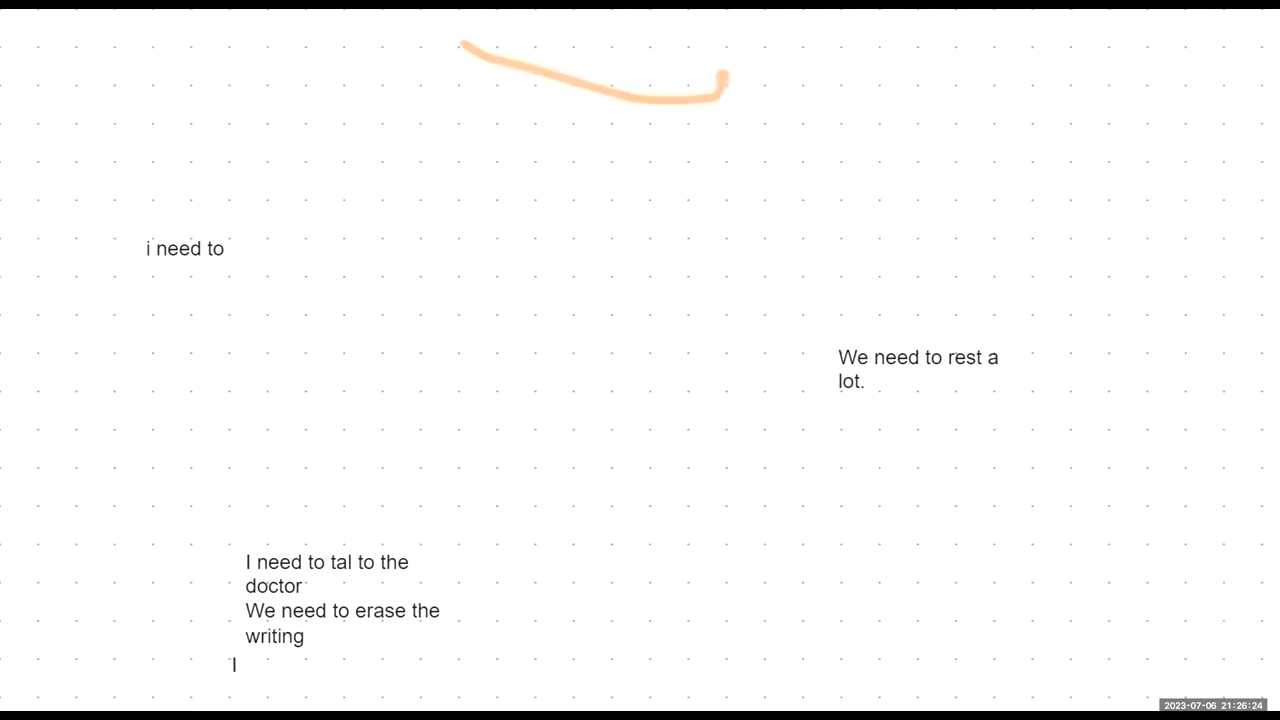 i need to
We need to rest a
lot.
I need to tal to the
doctor
We need to erase the
writing
I
2023-07-06 21:26:24